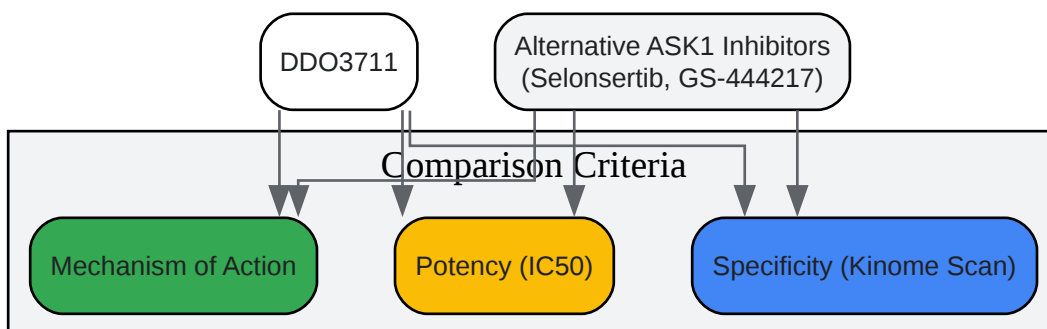 DDO3711
Alternative ASK1 Inhibitors
(Selonsertib, GS-444217)
Comparison Criteria
Mechanism of Action
Potency (IC50)
Specificity (Kinome Scan)